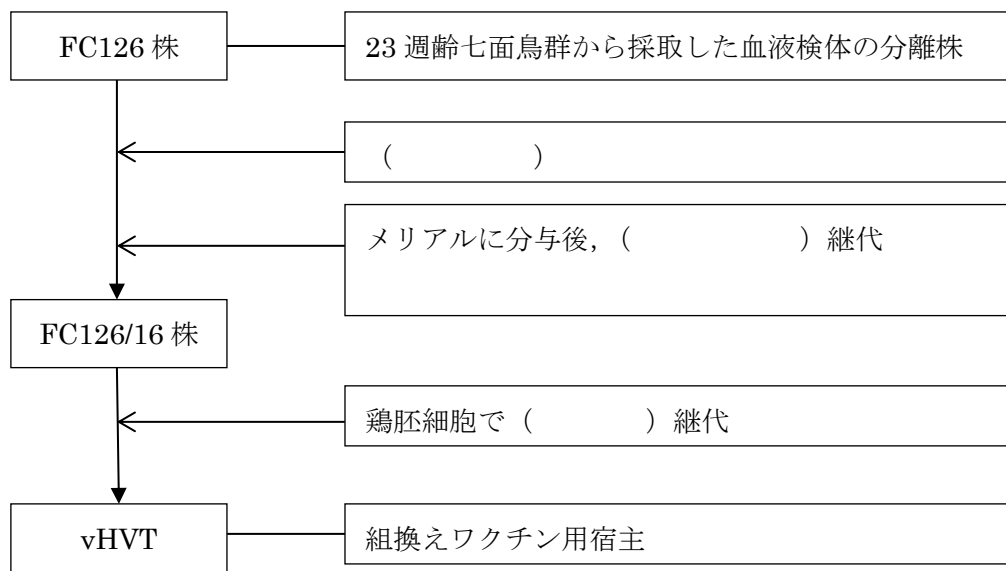 FC126 株
23 週齢七面鳥群から採取した血液検体の分離株
（　　　　　　）
メリアルに分与後,（　　　　　　　）継代
FC126/16 株
鶏胚細胞で（　　　　　）継代
vHVT
組換えワクチン用宿主